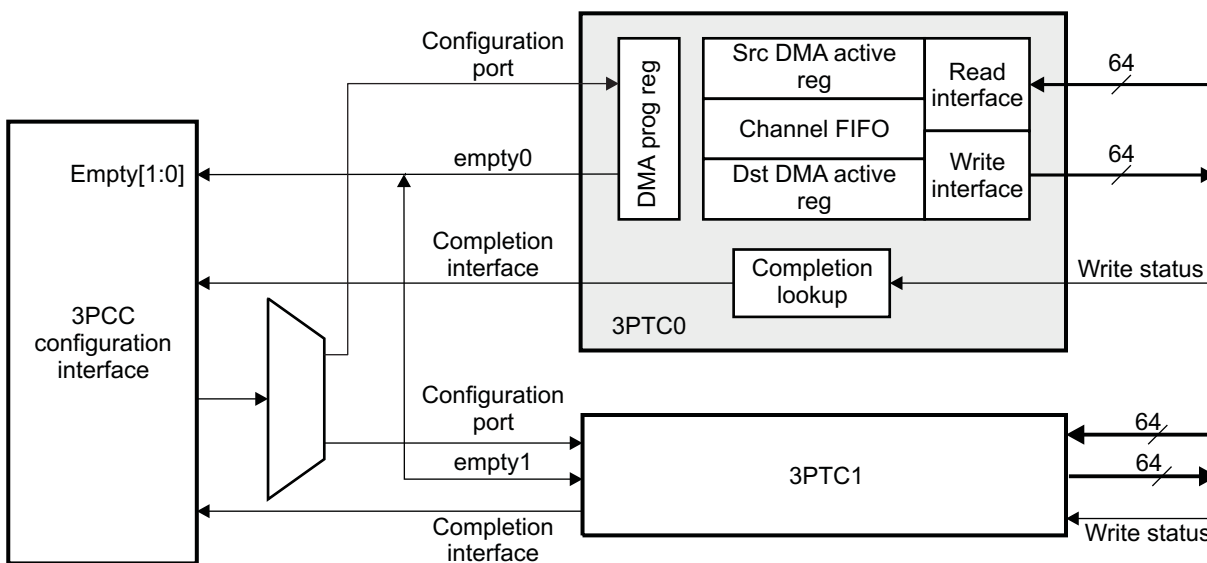 Configuration
port
DMA prog reg
Src DMA active
reg
Read
interface
64
Channel FIFO
Empty[1:0]
empty0
Dst DMA active
reg
Write
interface
64
Completion
interface
Completion
lookup
Write status
3PTC0
3PCC
configuration
interface
Configuration
port
64
empty1
3PTC1
64
Completion
interface
Write status